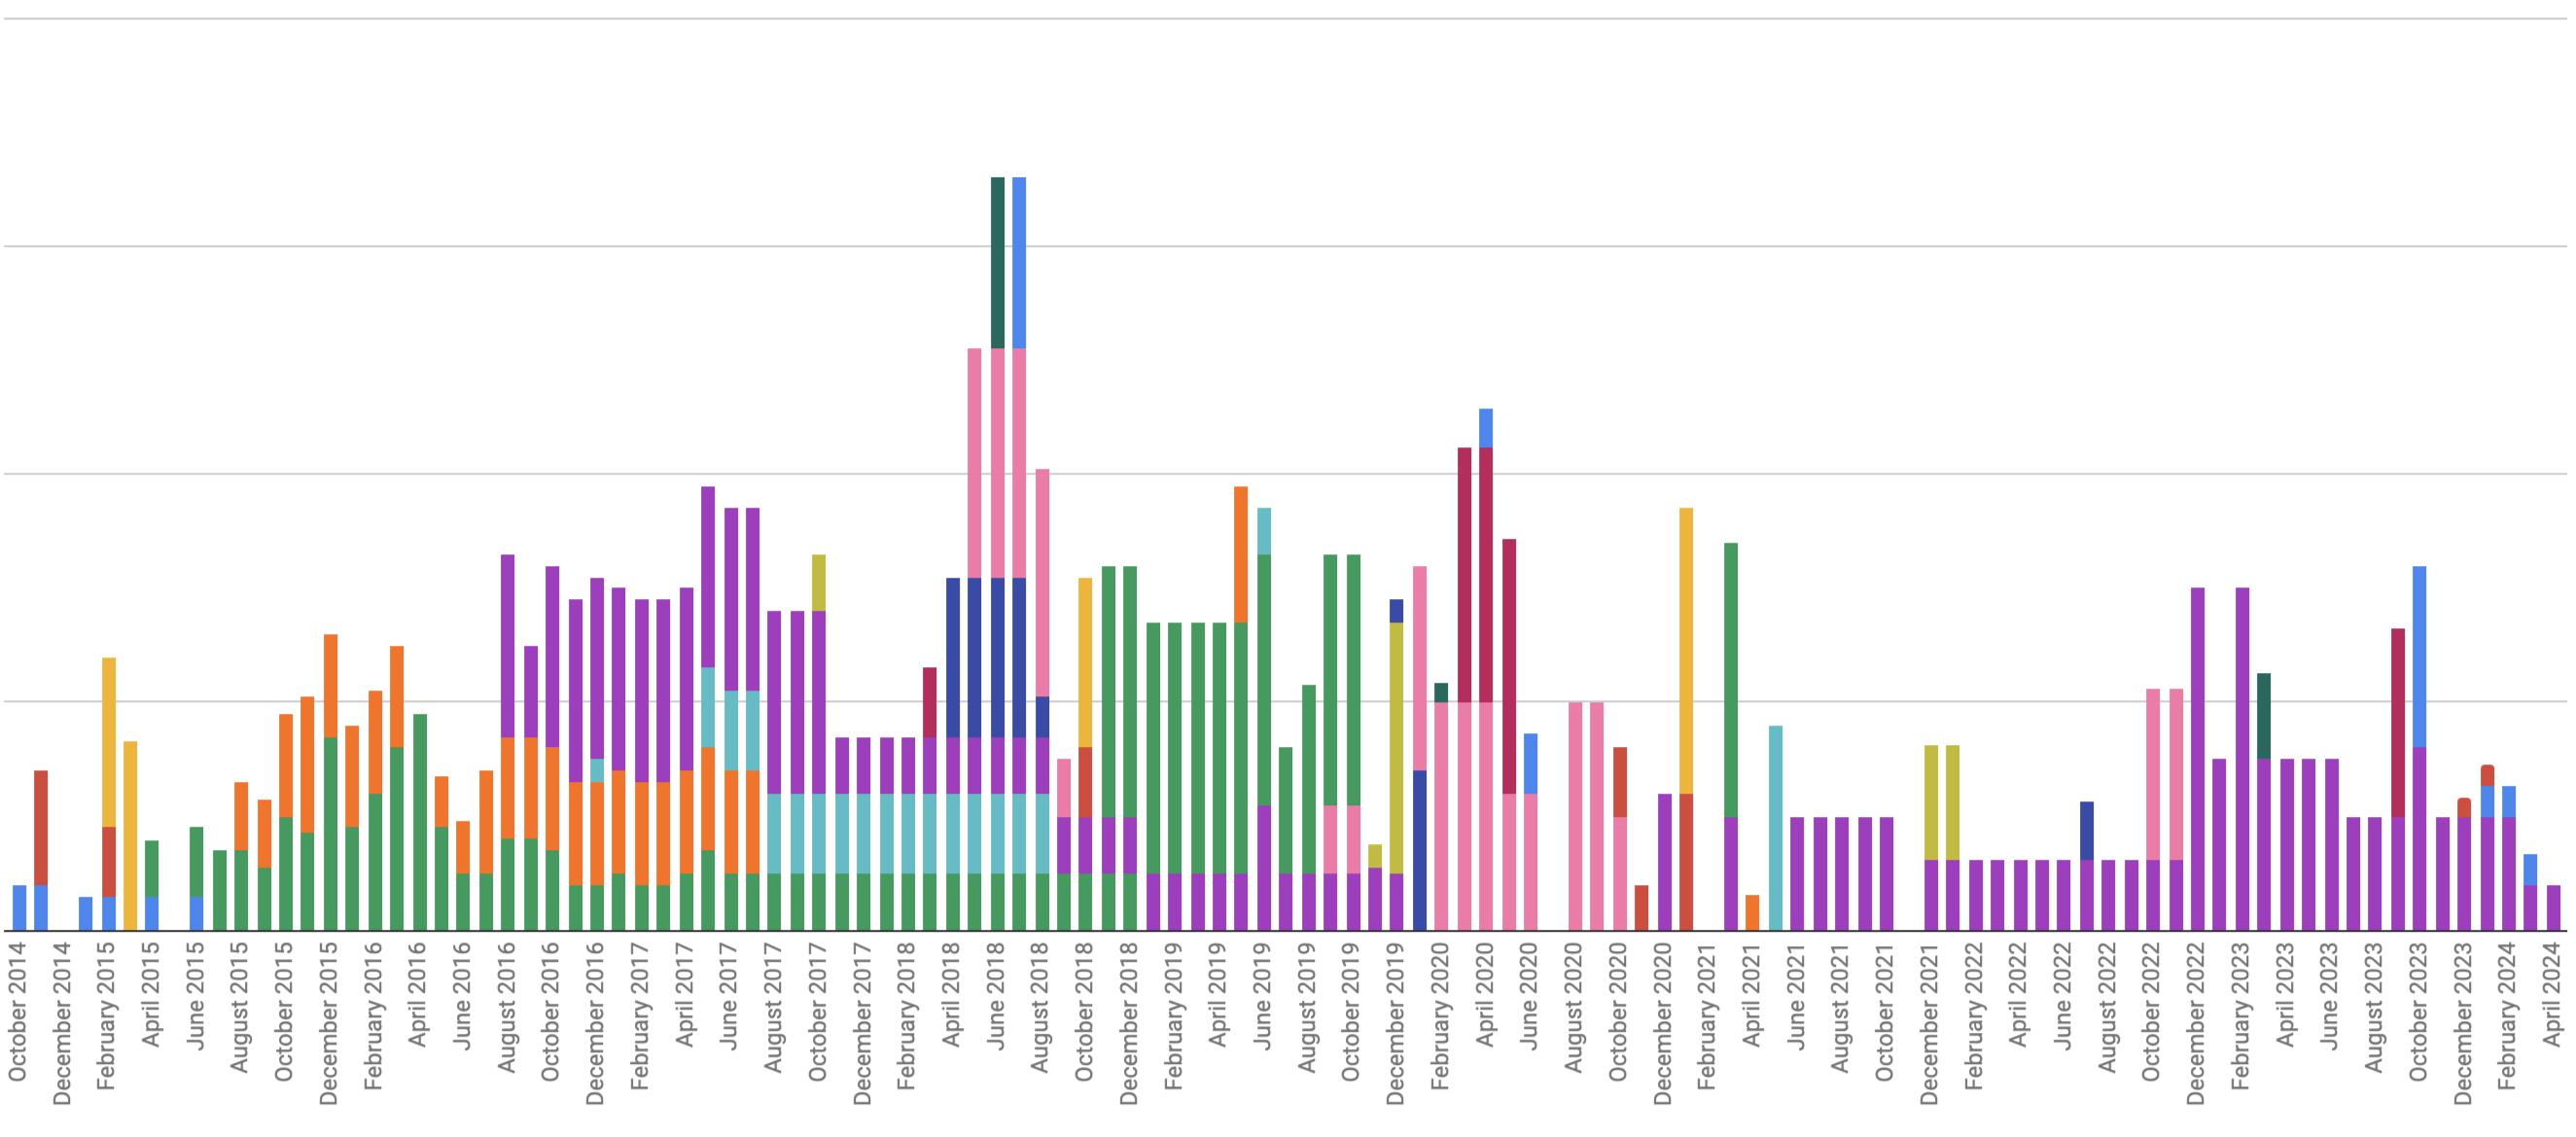 October 2014
December 2014
February 2015
April 2015
June 2015
August 2015
October 2015
December 2015
February 2016
April 2016
June 2016
August 2016
October 2016
December 2016
February 2017
April 2017
June 2017
August 2017
October 2017
December 2017
February 2018
April 2018
June 2018
August 2018
October 2018
December 2018
February 2019
April 2019
June 2019
August 2019
October 2019
December 2019
February 2020
April 2020
June 2020
August 2020
October 2020
December 2020
February 2021
April 2021
June 2021
August 2021
October 2021
December 2021
February 2022
April 2022
June 2022
August 2022
October 2022
December 2022
February 2023
April 2023
June 2023
August 2023
October 2023
December 2023
February 2024
April 2024